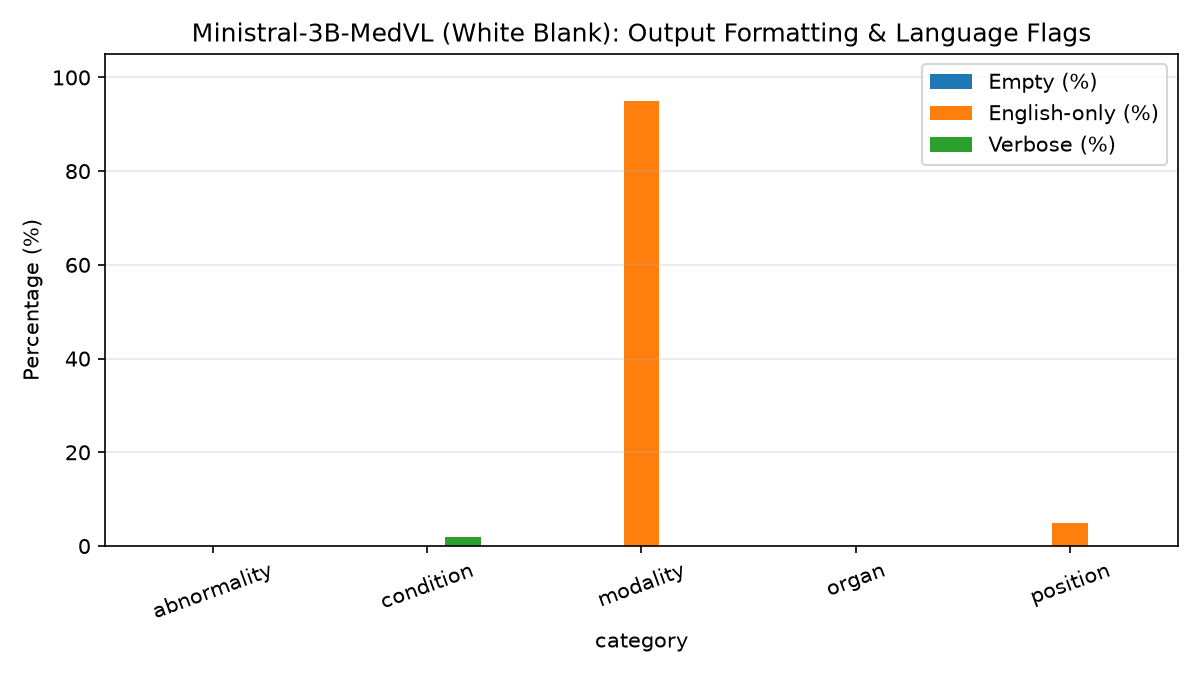 Ministral-3B-MedVL (White Blank): Output Formatting & Language Flags
Empty (%)
English-only (%)
Verbose (%)
Percentage (%)
100
80
60
40
20
0
abnormality
condition
modality
organ
position
category